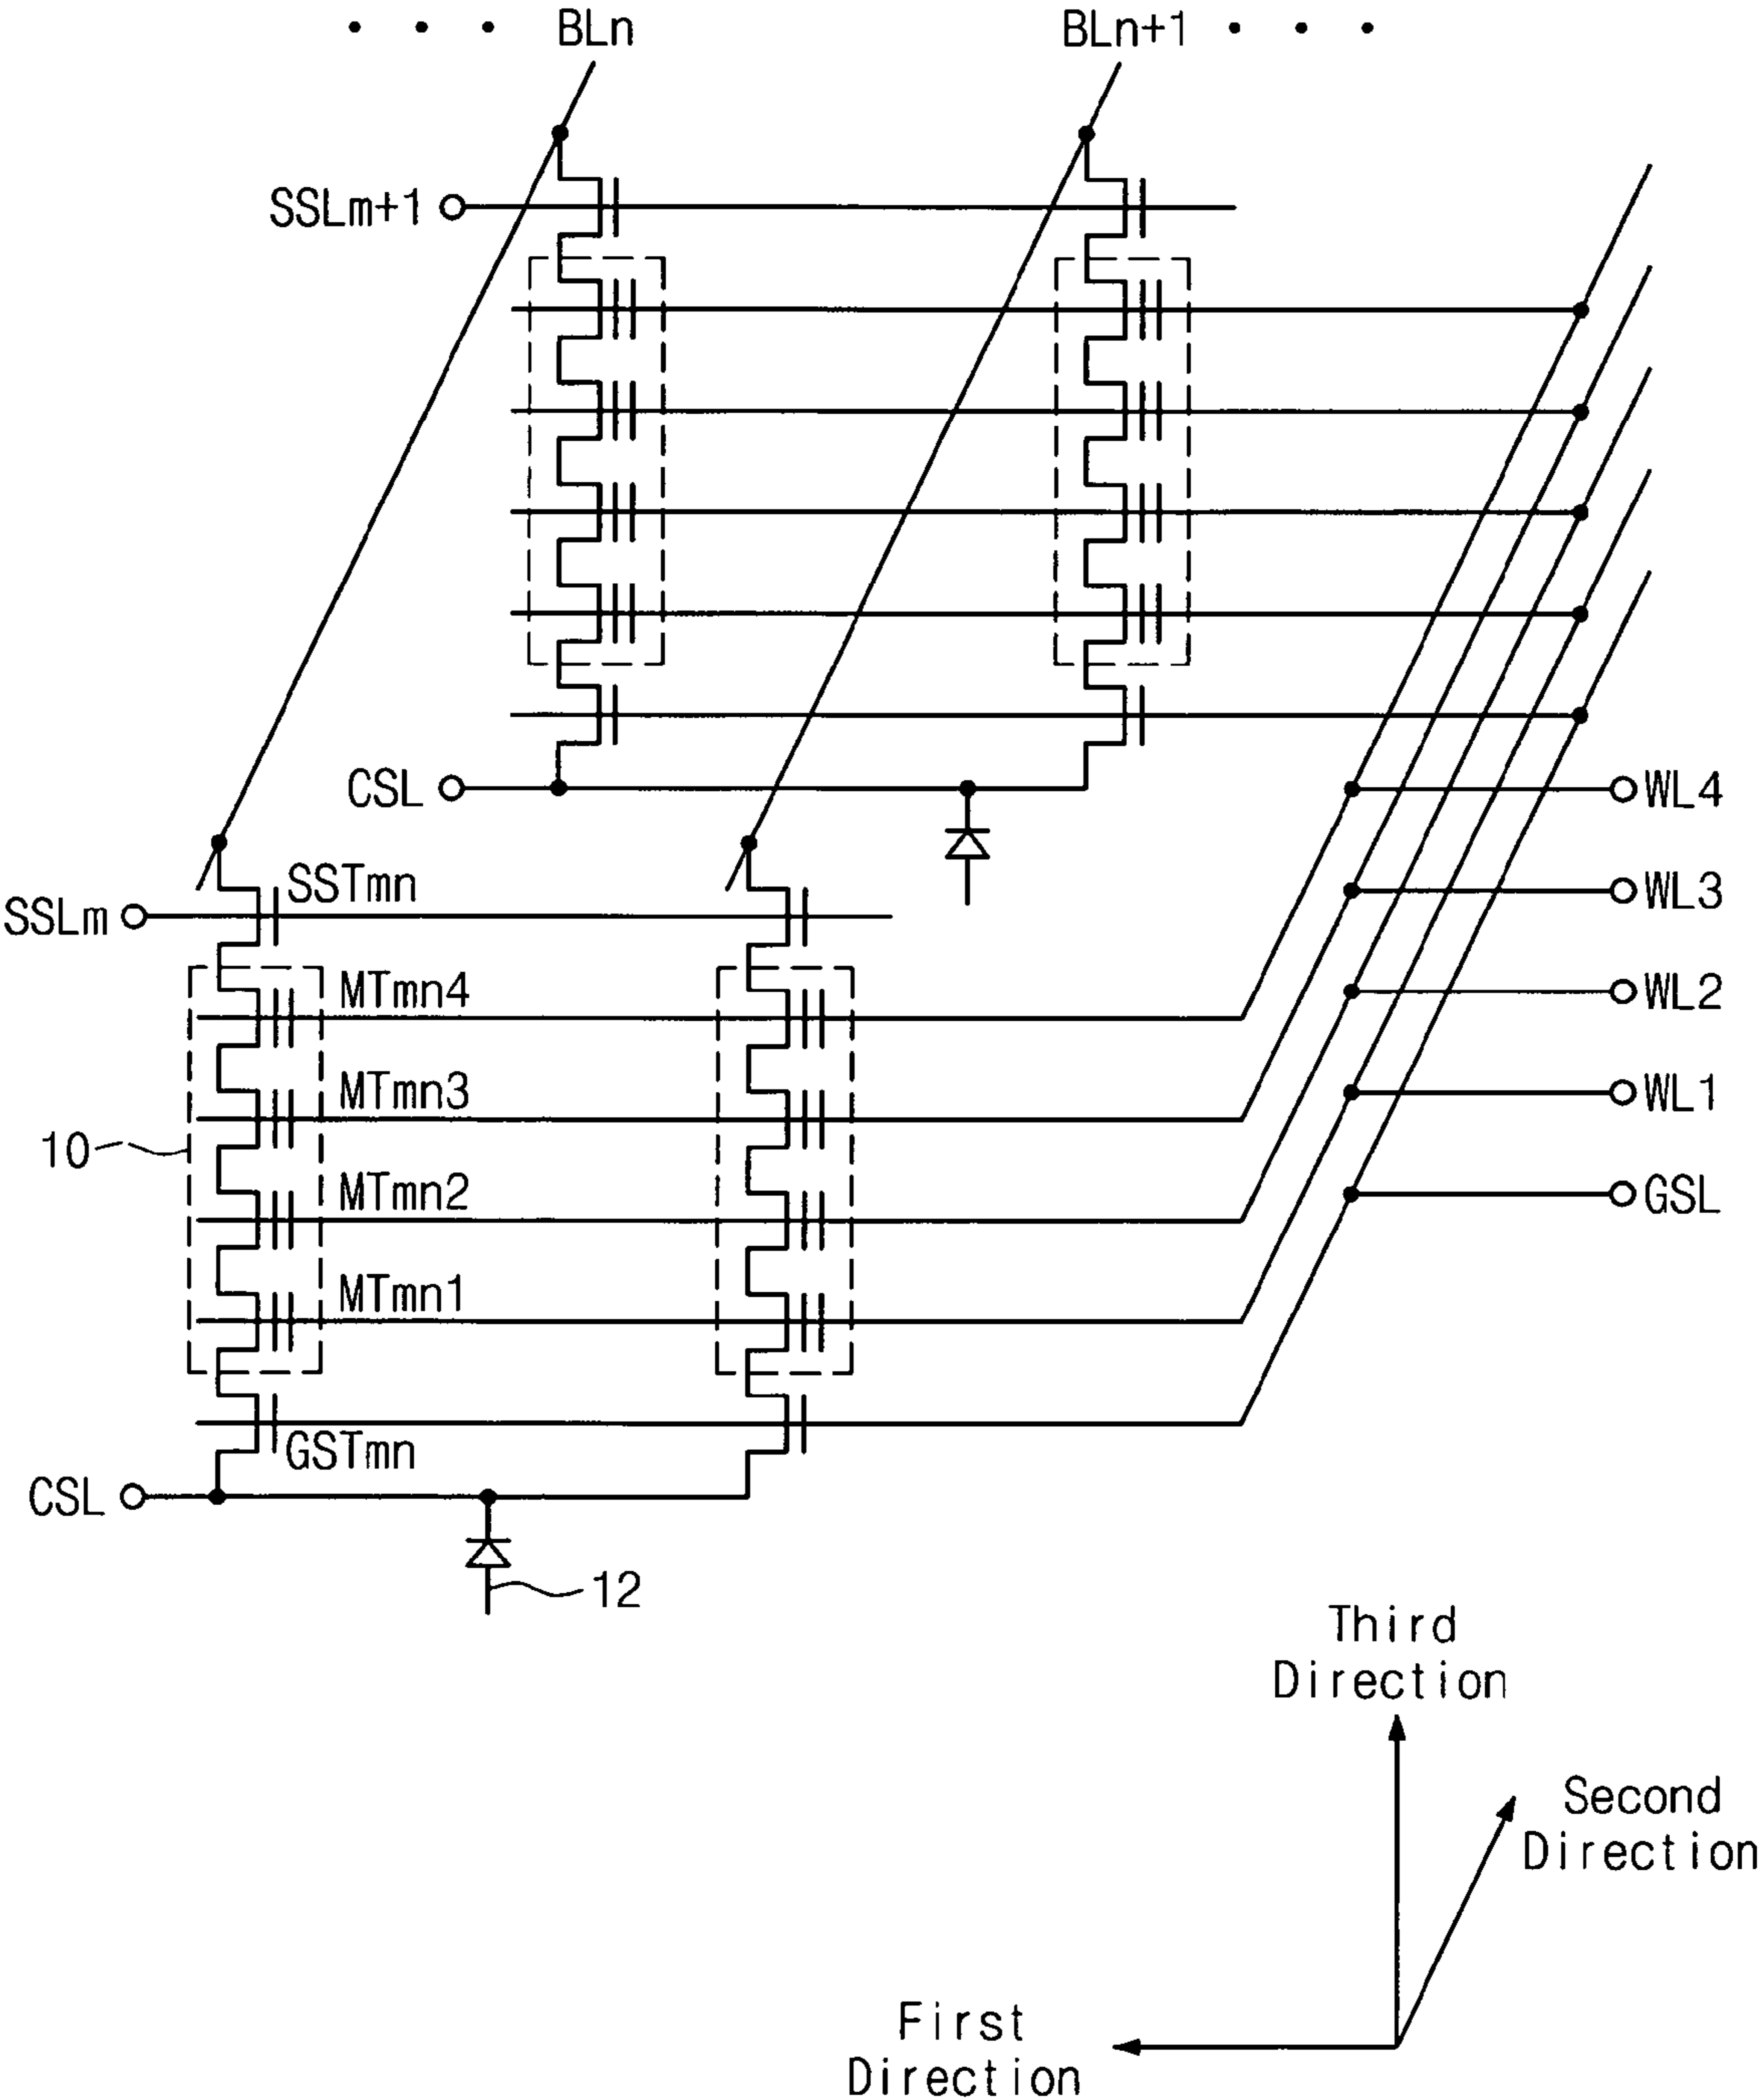 · · · BLn BLn+1 · · ·
SSLm+1
CSL
WL4
SSTmn
WL3
SSLm
MTmn4
WL2
MTmn3
WL1
10
MTmn2
GSL
MTmn1
GSTmn
CSL
12
Third
Direction
Second
Direction
First
Direction